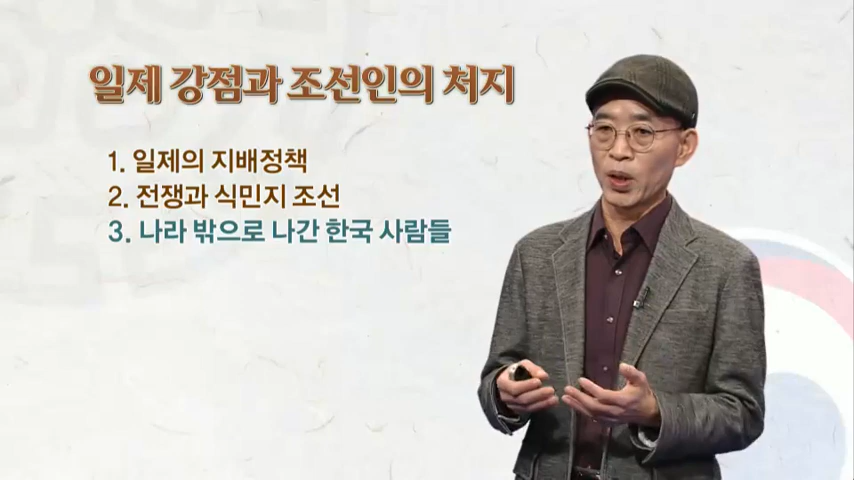 일제 강점과 조선인의 처지
1. 일제의 지배정책
2. 전쟁과 식민지 조선
3. 나라 밖으로 나간 한국 사람들